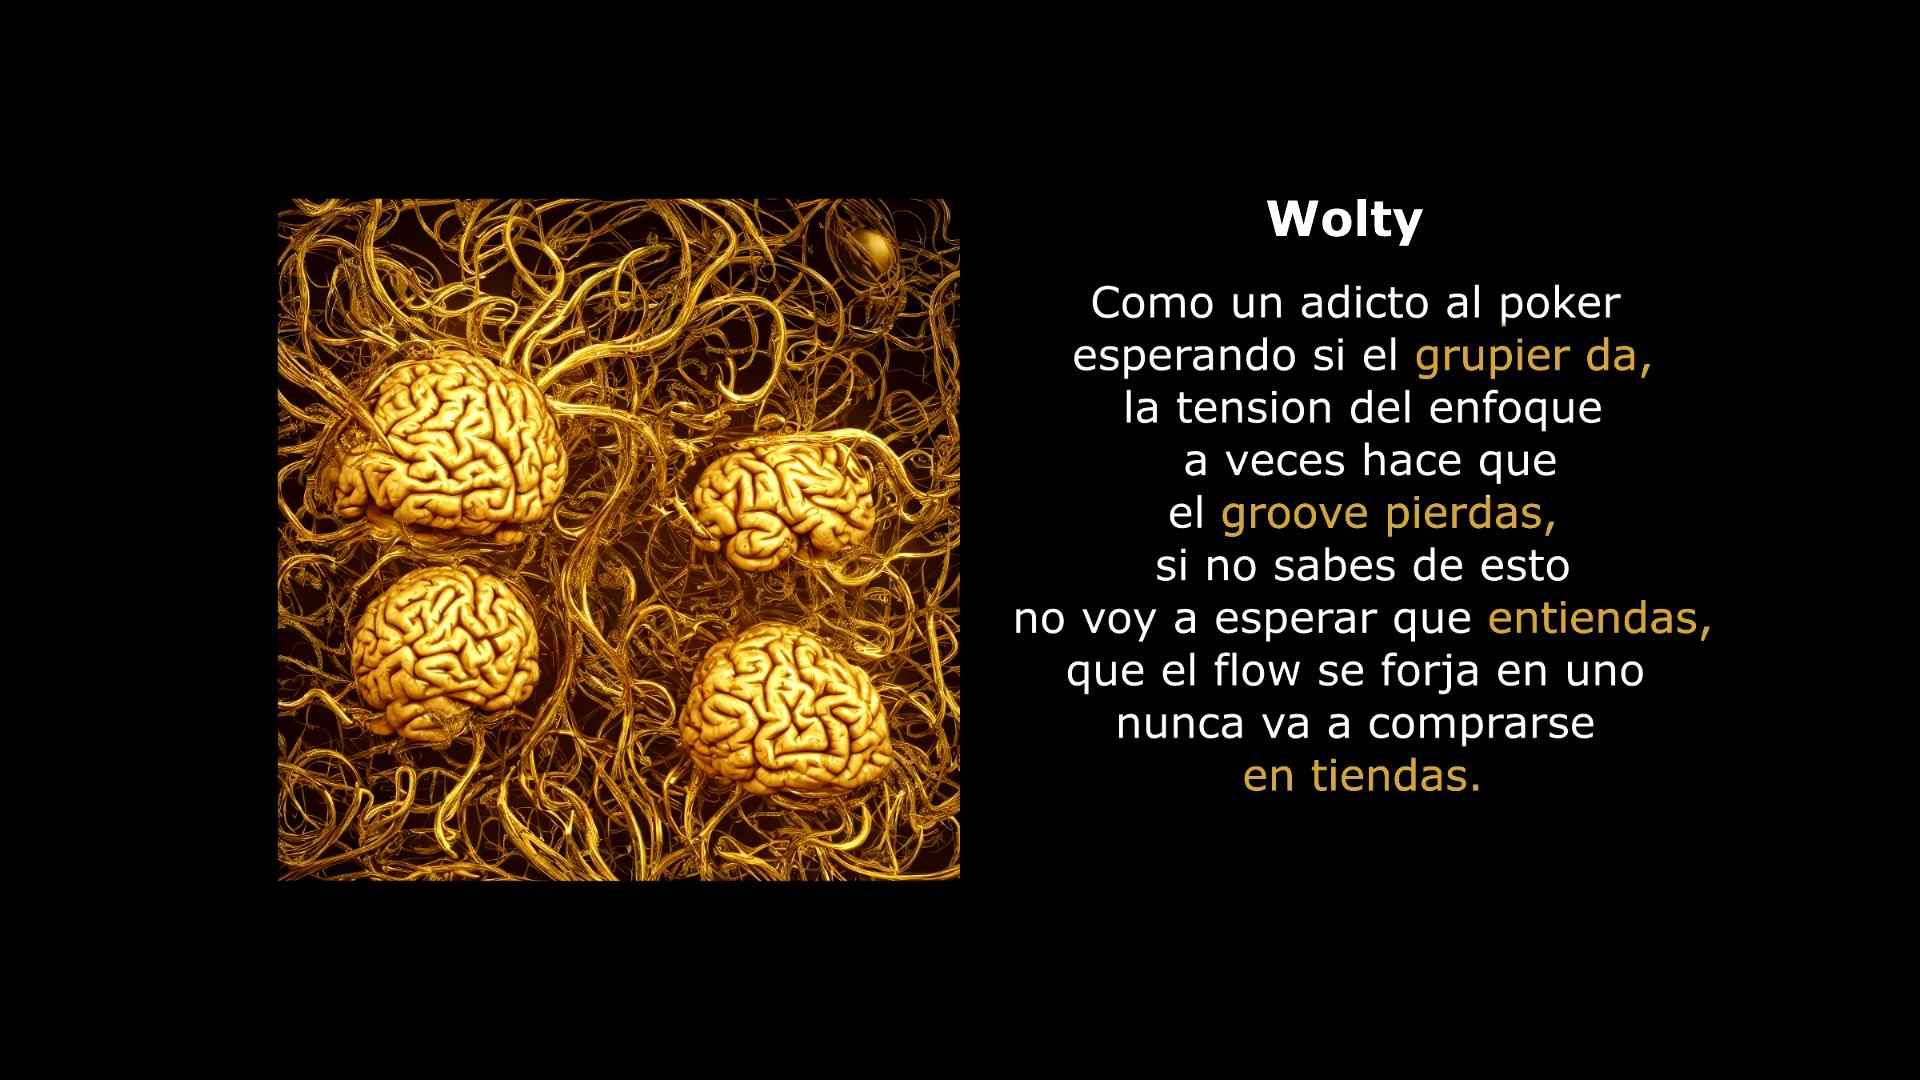 Wolty
Como un adicto al poker
esperando si el grupier da,
la tension del enfoque
a veces hace que
el groove pierdas,
si no sabes de esto
no voy a esperar que entiendas,
que el flow se forja en uno
nunca va a comprarse
en tiendas.